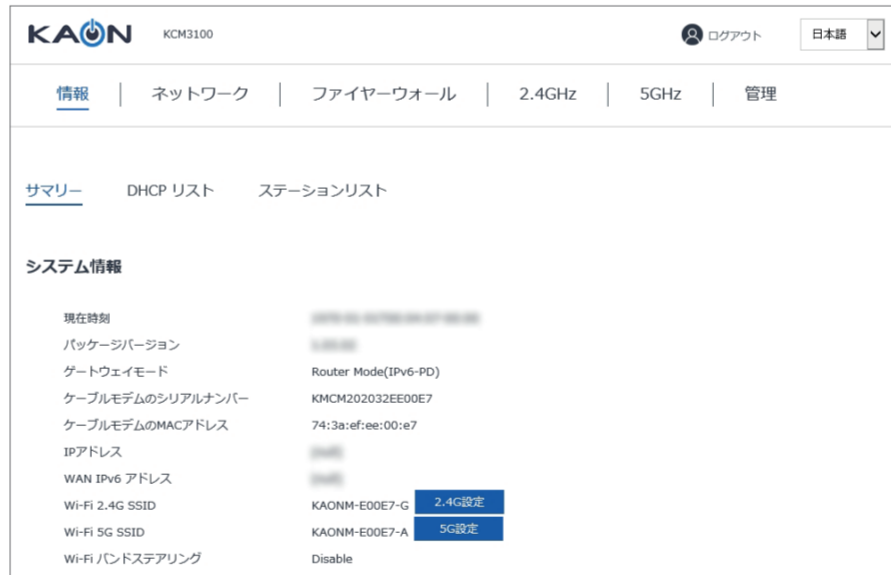 KAON KCM3100 ログアウト 日本語
情報 ネットワーク ファイヤーウォール 2.4GHz 5GHz 管理
サマリー DHCP リスト ステーションリスト
システム情報
現在時刻
パッケージバージョン
ゲートウェイモード Router Mode(IPv6-PD)
ケーブルモデムのシリアルナンバー KMCM202032EE00E7
ケーブルモデムのMACアドレス 74:3a:ef:ee:00:e7
IPアドレス
WAN IPv6 アドレス
Wi-Fi 2.4G SSID KAONM-E00E7-G 2.4G設定
Wi-Fi 5G SSID KAONM-E00E7-A 5G設定
Wi-Fi バンドステアリング Disable